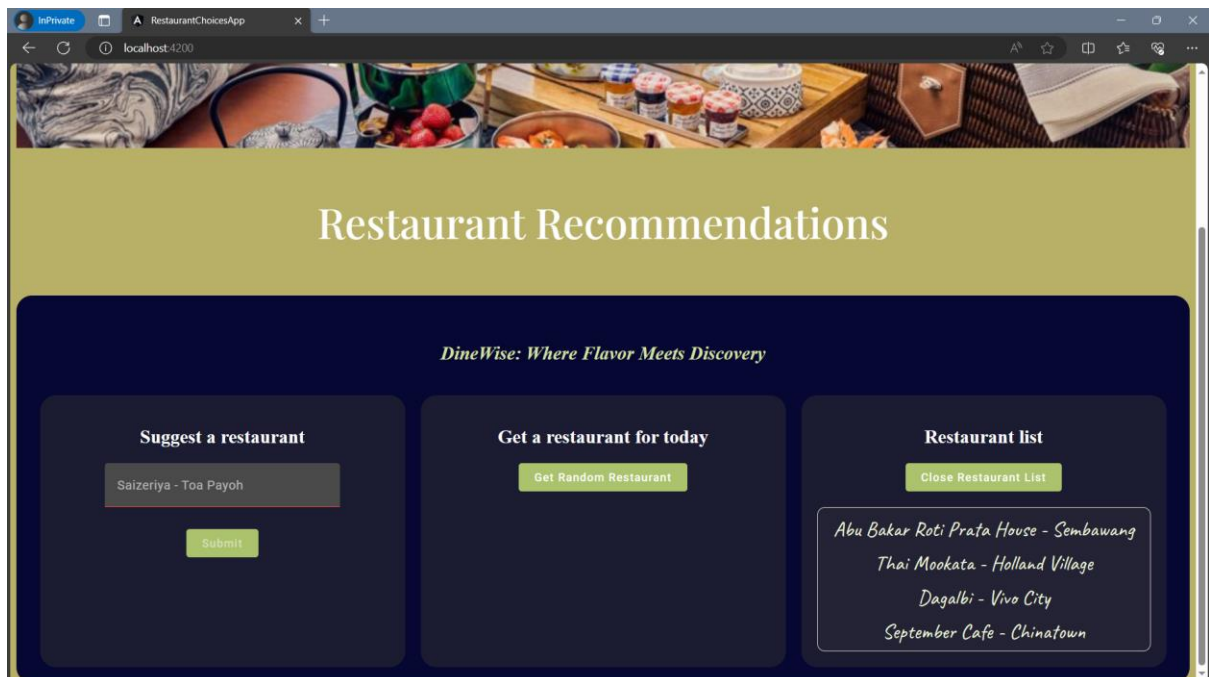 InPrivate
RestaurantChoicesApp
localhost:4200
Restaurant Recommendations
DineWise: Where Flavor Meets Discovery
Suggest a restaurant
Saizeriya - Toa Payoh
Submit
Get a restaurant for today
Get Random Restaurant
Restaurant list
Close Restaurant List
Abu Bakar Roti Prata House - Sembawang
Thai Mookata - Holland Village
Dagalbi - Vivo City
September Cafe - Chinatown